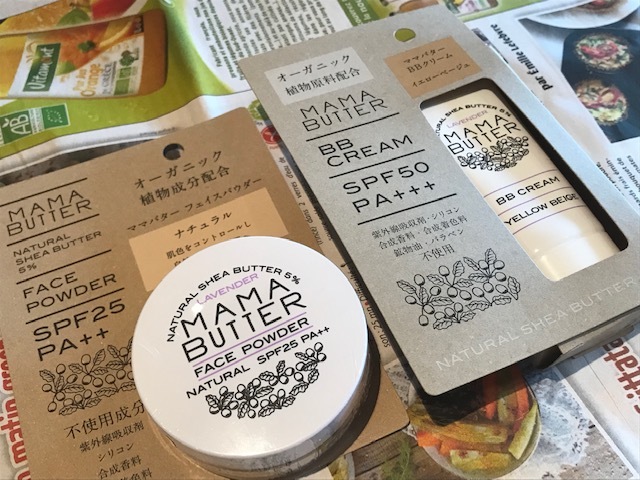 オーガニック
植物成分配合
MAMA
BUTTER
NATURAL
SHEA BUTTER
5%
FACE
POWDER
SPF25
PA++
ママバター フェイスパウダー
ナチュラル
肌色をコントロールし
不使用成分
紫外線吸収剤
シリコン
合成香料
合成着色料
NATURAL SHEA BUTTER 5%
LAVENDER
MAMA
BUTTER
FACE POWDER
NATURAL SPF25 PA++
オーガニック
植物原料配合
ママバター
BBクリーム
イエローベージュ
MAMA
BUTTER
BB
CREAM
SPF50
PA+++
紫外線吸収剤・シリコン
合成香料・合成着色料
鉱物油・パラベン
不使用
NATURAL SHEA BUTTER
NATURAL SHEA BUTTER 5%
LAVENDER
MAMA
BUTTER
BB CREAM
YELLOW BEIGE
Vitamont
AB
par Émilie Lefebvre